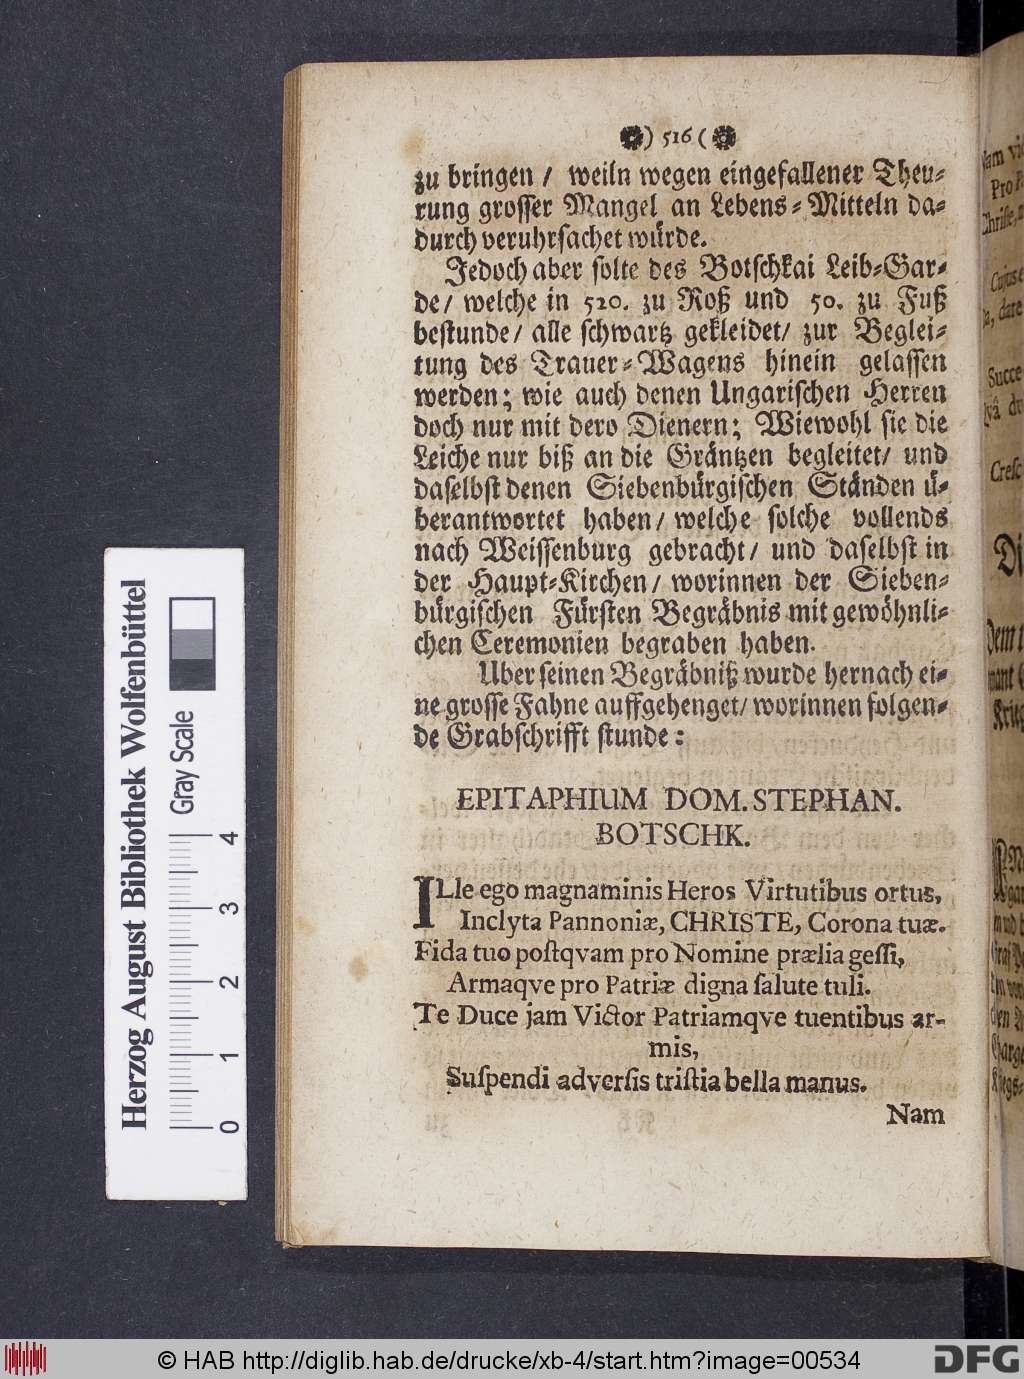 ) 516 (
zu bringen / weiln wegen eingefallener Theu-
rung grosser Mangel an Lebens-Mitteln da-
durch veruhrsachet würde.
Jedoch aber solte des Botschkai Leib-Gar-
de/ welche in 520. zu Roß und 50. zu Fuß
bestunde/ alle schwartz gekleidet/ zur Beglei-
tung des Trauer-Wagens hinein gelassen
werden; wie auch denen Ungarischen Herren
doch nur mit dero Dienern; Wiewohl sie die
Leiche nur biß an die Gräntzen begleitet/ und
daselbst denen Siebenbürgischen Ständen ü-
berantwortet haben/ welche solche vollends
nach Weissenburg gebracht/ und daselbst in
der Haupt-Kirchen/ worinnen der Sieben-
bürgischen Fürsten Begräbnis mit gewöhnli-
chen Ceremonien begraben haben.
Uber seinen Begräbniß wurde hernach ei-
ne grosse Fahne auffgehenget/ worinnen folgen-
de Grabschrifft stunde:
EPITAPHIUM DOM. STEPHAN.
BOTSCHK.
ILle ego magnaminis Heros Virtutibus ortus,
Inclyta Pannoniæ, CHRISTE, Corona tuæ.
Fida tuo postqvam pro Nomine prælia gessi,
Armaqve pro Patriæ digna salute tuli.
Te Duce jam Victor Patriamqve tuentibus ar-
mis,
Suspendi adversis tristia bella manus.
Nam
Herzog August Bibliothek Wolfenbüttel
Gray Scale
0 1 2 3 4
© HAB http://diglib.hab.de/drucke/xb-4/start.htm?image=00534
DFG